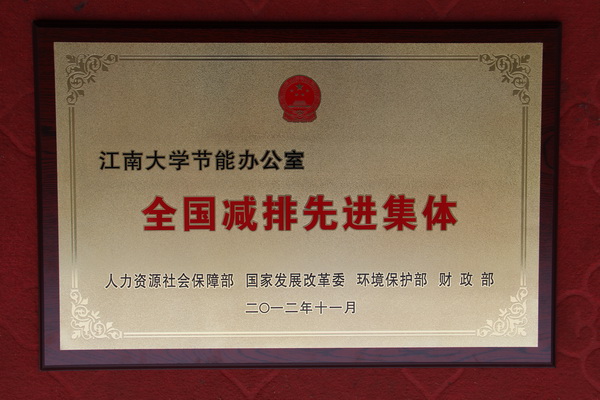 江南大学节能办公室
全国减排先进集体
人力资源社会保障部 国家发展改革委 环境保护部 财政部
二〇一二年十一月